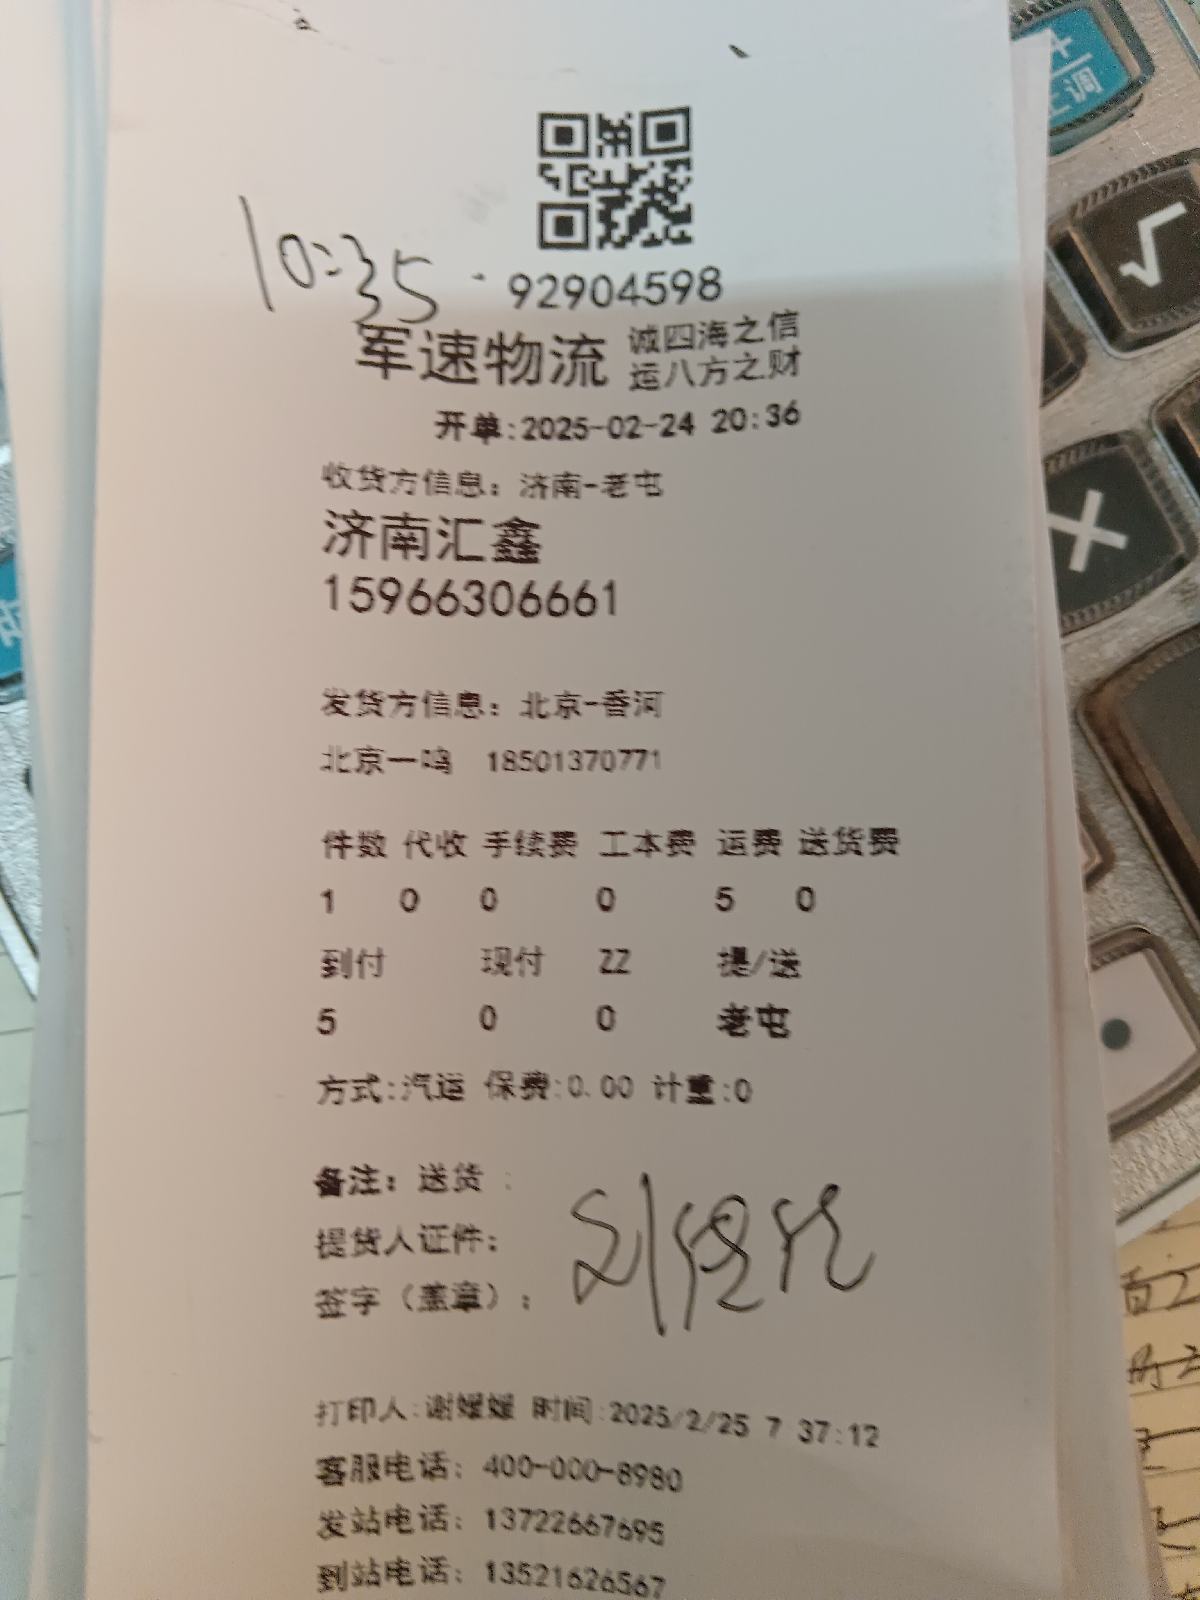 10:35
92904598
军速物流 诚四海之信
运八方之财
开单:2025-02-24 20:36
收货方信息：济南-老屯
济南汇鑫
15966306661
发货方信息：北京-香河
北京一鸣 18501370771
件数 代收 手续费 工本费 运费 送货费
1 0 0 0 5 0
到付 现付 ZZ 提/送
5 0 0 老屯
方式:汽运 保费:0.00 计重:0
备注：送货 :
提货人证件：
签字（盖章）：
打印人:谢媛媛 时间:2025/2/25 7 37:12
客服电话：400-000-8980
发站电话：13722667695
到站电话：13521626567
调
√
×